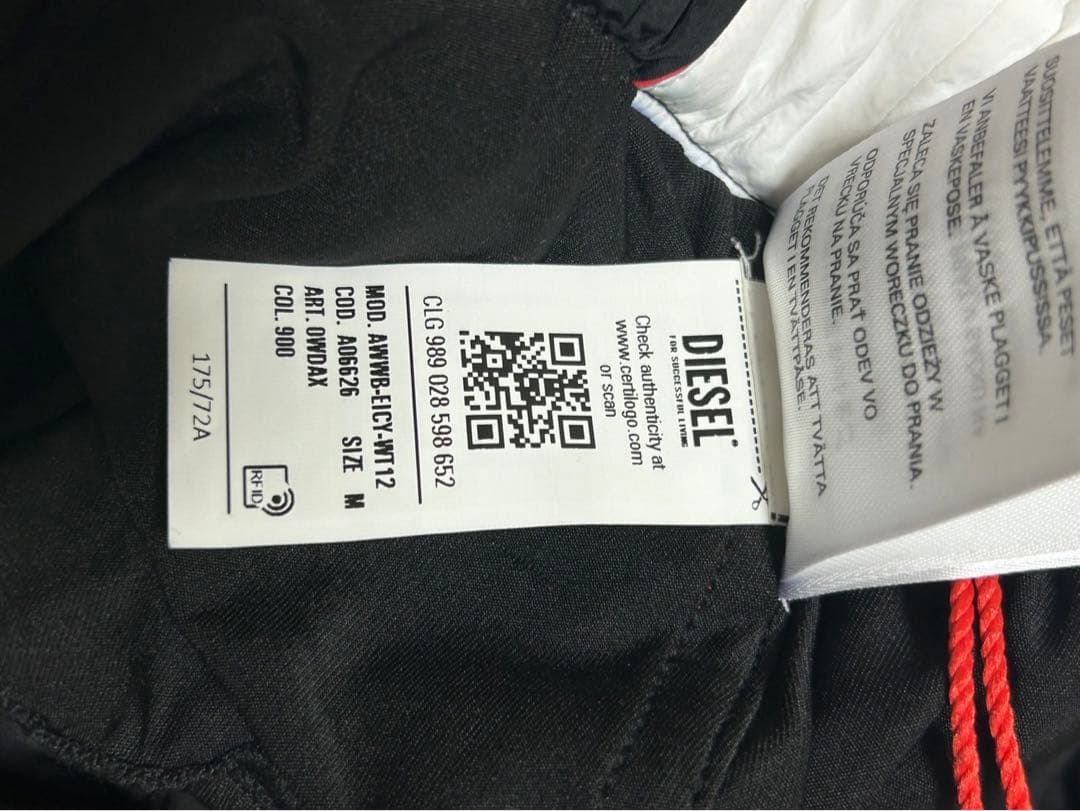 DIESEL®
FOR SUCCESSFUL LIVING
Check authenticity at
www.certilogo.com
or scan
CLG 989 028 598 652
MOD. AWWB-EICY-WT12
COD. A06626 SIZE M
ART. 0WDAX
COL. 900
RFID
175/72A
SUOSITTELEMME, ETTÄ PESET
VAATTEESI PYYKKIPUSSISSA.
VI ANBEFALER Å VASKE PLAGGET I
EN VASKEPOSE.
ZALECA SIĘ PRANIE ODZIEŻY W
SPECJALNYM WORECZKU DO PRANIA.
ODPORÚČA SA PRAŤ ODEV VO
VRECKU NA PRANIE.
DET REKOMMENDERAS ATT TVÄTTA
PLAGGET I EN TVÄTTPÅSE.